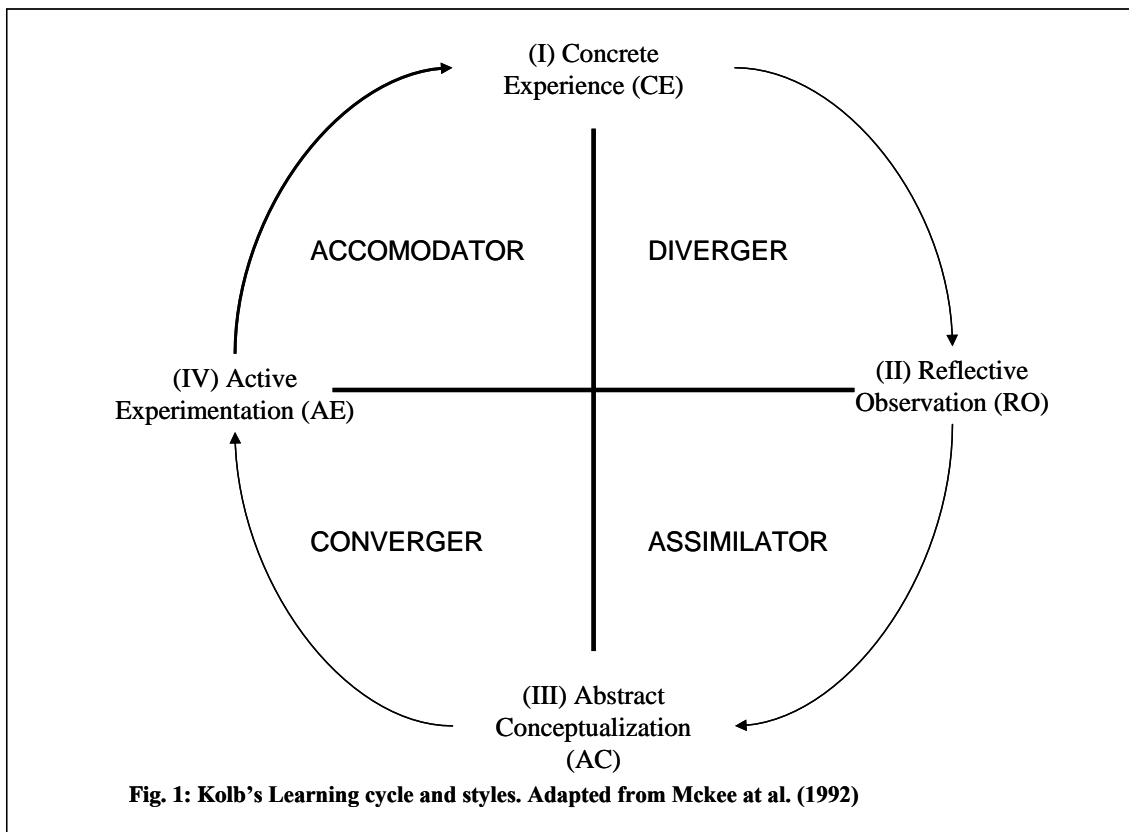 (I) Concrete
Experience (CE)
ACCOMODATOR
DIVERGER
(IV) Active
Experimentation (AE)
(II) Reflective
Observation (RO)
CONVERGER
ASSIMILATOR
(III) Abstract
Conceptualization
(AC)
Fig. 1: Kolb's Learning cycle and styles. Adapted from Mckee at al. (1992)